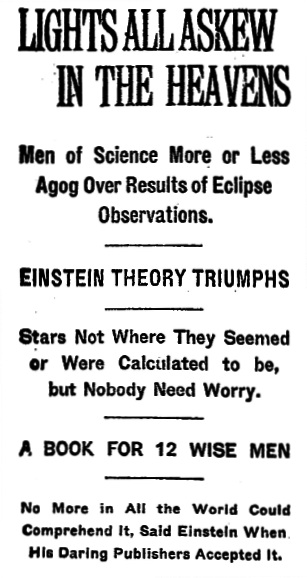 LIGHTS ALL ASKEW
IN THE HEAVENS
Men of Science More or Less
Agog Over Results of Eclipse
Observations.
EINSTEIN THEORY TRIUMPHS
Stars Not Where They Seemed
or Were Calculated to be,
but Nobody Need Worry.
A BOOK FOR 12 WISE MEN
No More in All the World Could
Comprehend It, Said Einstein When
His Daring Publishers Accepted It.